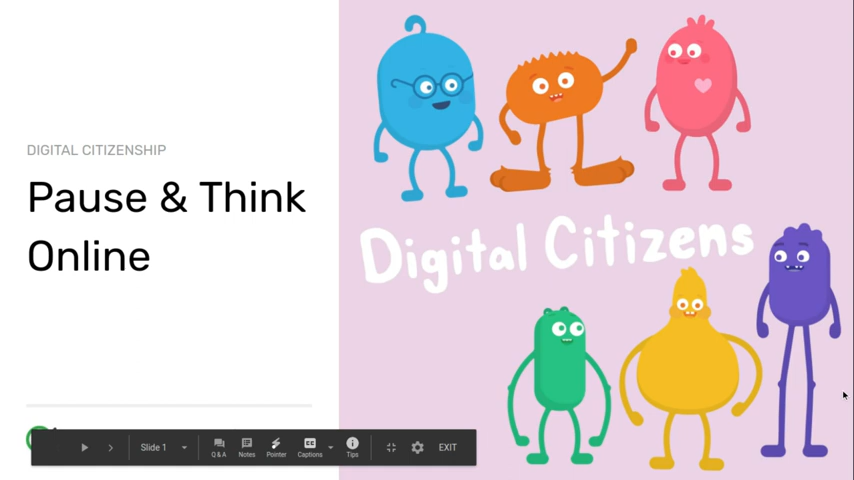 DIGITAL CITIZENSHIP
Pause & Think
Online
Digital Citizens
Slide 1
Q & A
Notes
Pointer
Captions
Tips
EXIT